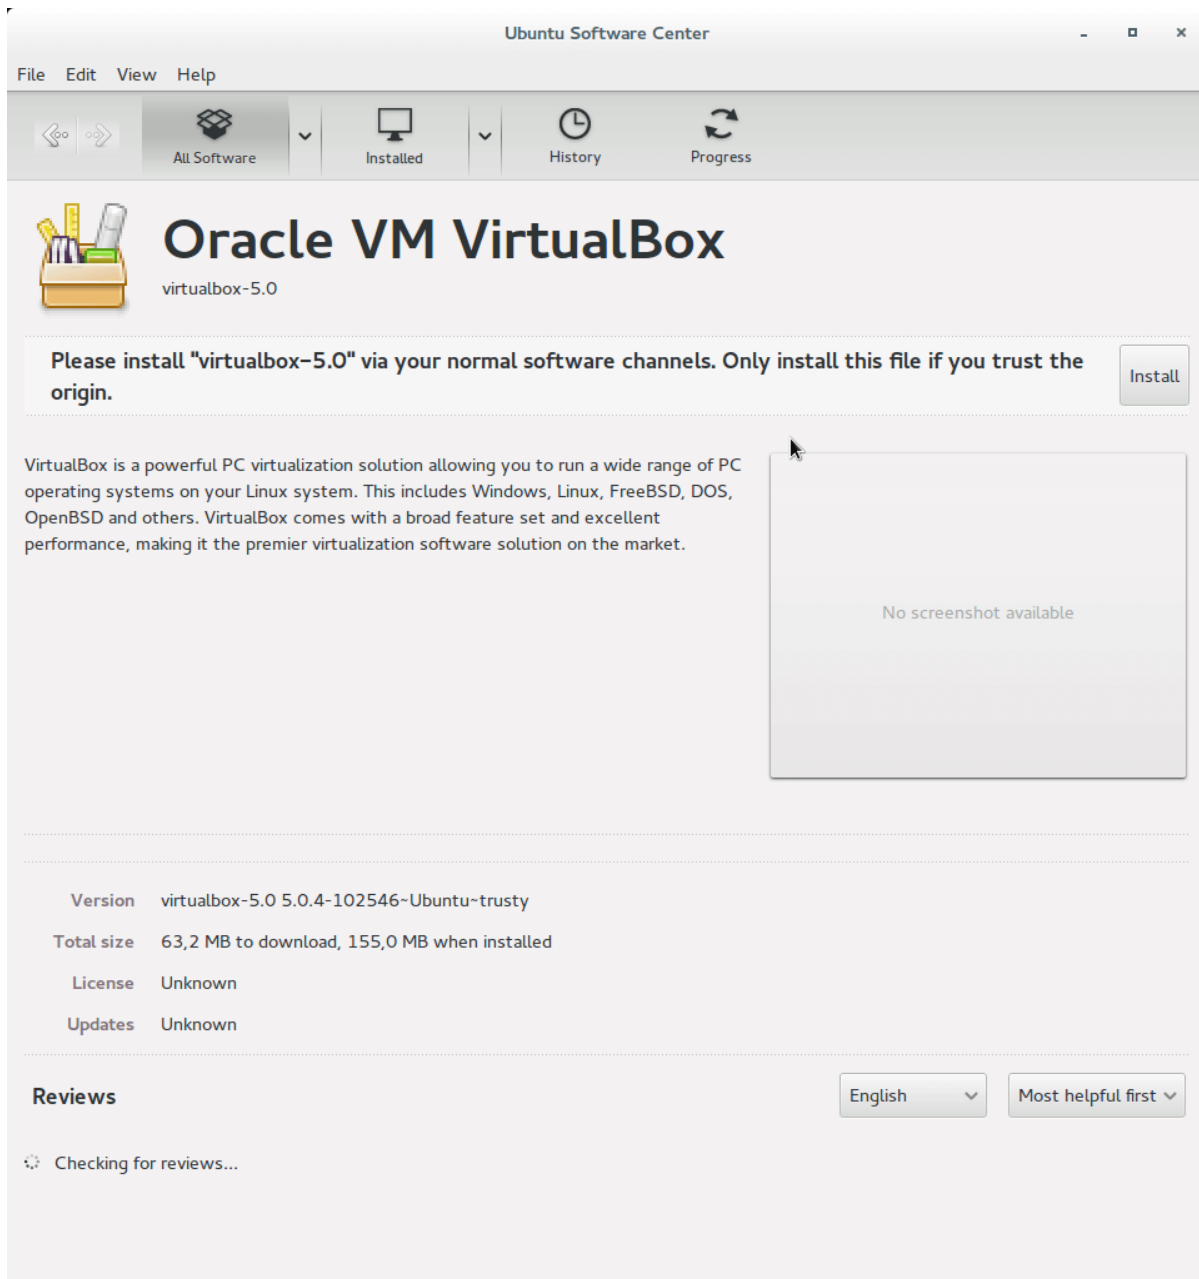 Ubuntu Software Center
File Edit View Help
All Software
Installed
History
Progress
Oracle VM VirtualBox
virtualbox-5.0
Please install "virtualbox-5.0" via your normal software channels. Only install this file if you trust the
origin.
Install
VirtualBox is a powerful PC virtualization solution allowing you to run a wide range of PC
operating systems on your Linux system. This includes Windows, Linux, FreeBSD, DOS,
OpenBSD and others. VirtualBox comes with a broad feature set and excellent
performance, making it the premier virtualization software solution on the market.
No screenshot available
Version virtualbox-5.0 5.0.4-102546~Ubuntu~trusty
Total size 63,2 MB to download, 155,0 MB when installed
License Unknown
Updates Unknown
Reviews
English
Most helpful first
Checking for reviews...